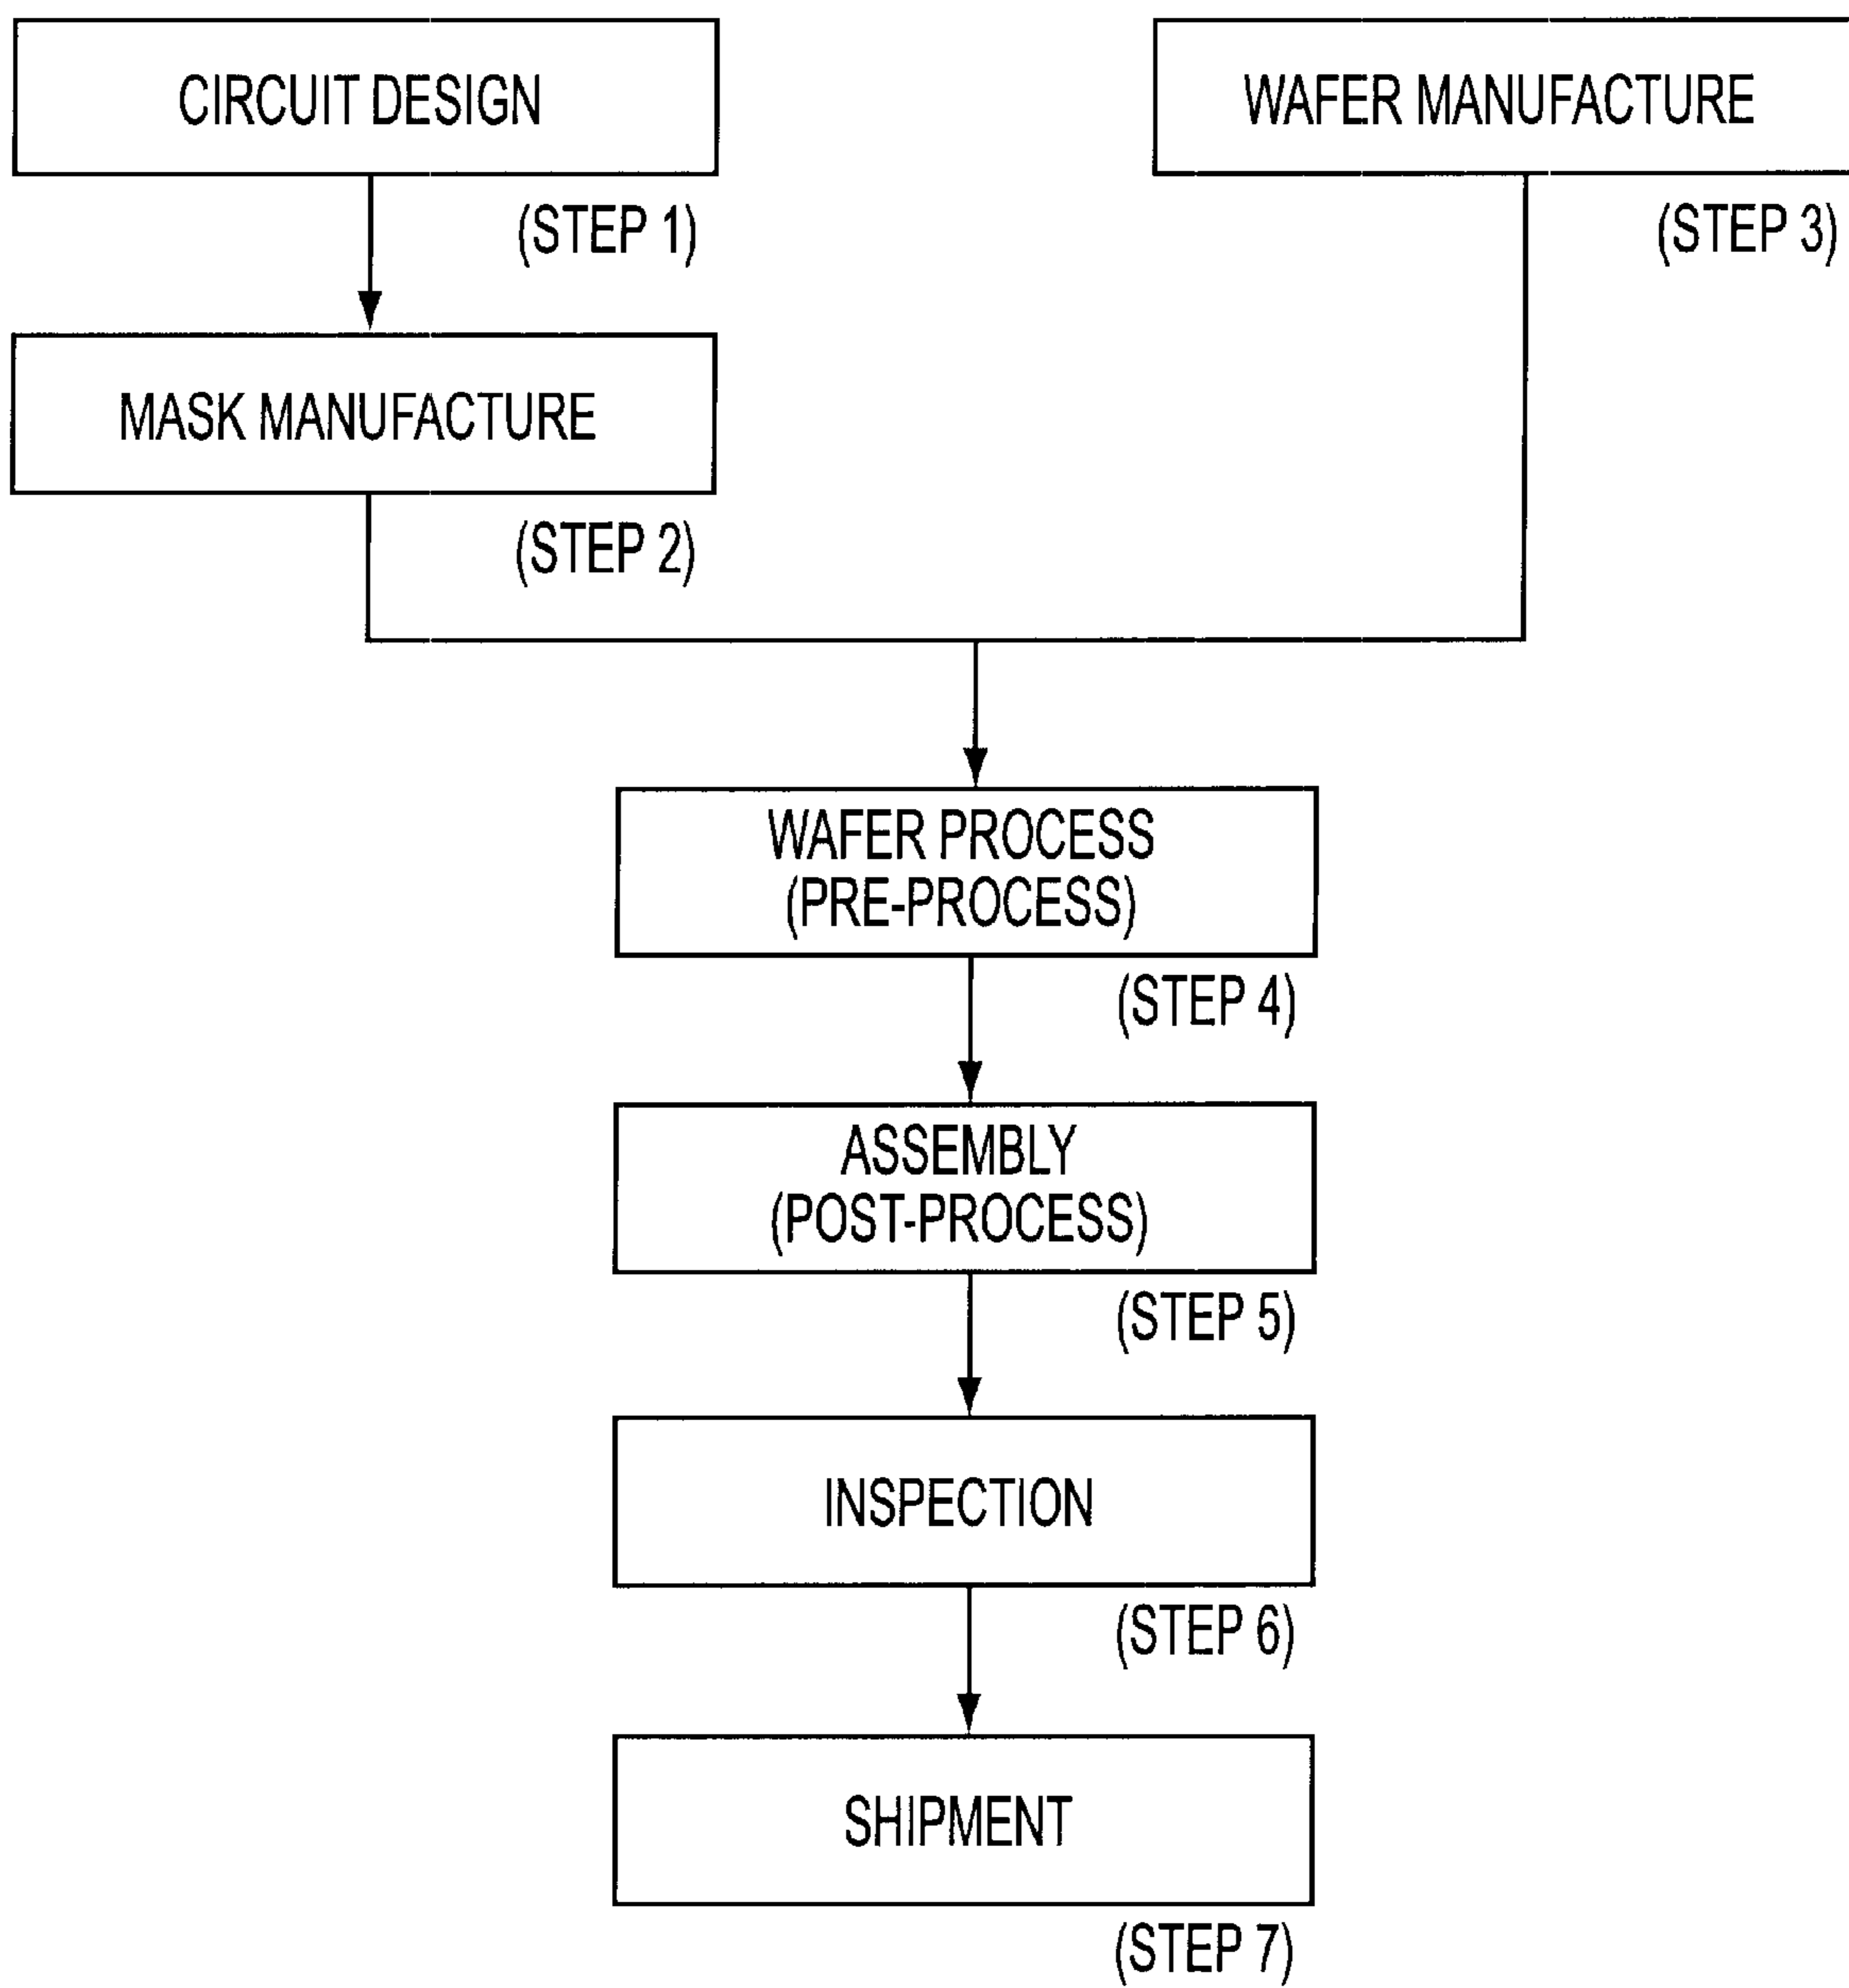 CIRCUIT DESIGN
(STEP 1)
MASK MANUFACTURE
(STEP 2)
WAFER MANUFACTURE
(STEP 3)
WAFER PROCESS
(PRE-PROCESS)
(STEP 4)
ASSEMBLY
(POST-PROCESS)
(STEP 5)
INSPECTION
(STEP 6)
SHIPMENT
(STEP 7)